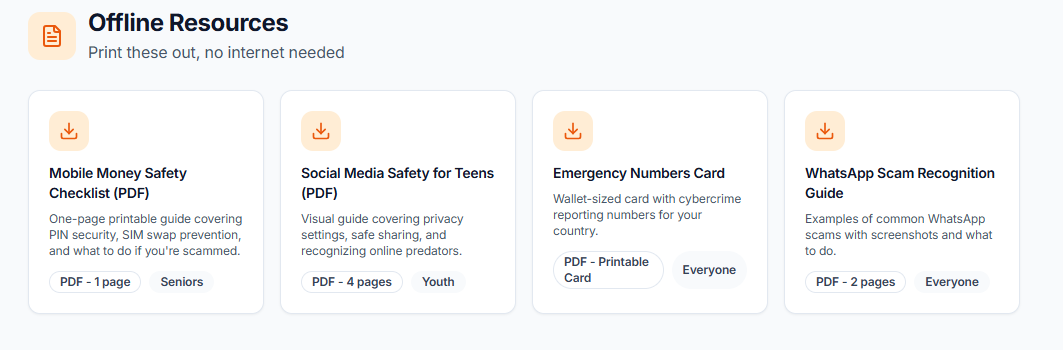 Offline Resources
Print these out, no internet needed
Mobile Money Safety
Checklist (PDF)
One-page printable guide covering
PIN security, SIM swap prevention,
and what to do if you're scammed.
PDF - 1 page
Seniors
Social Media Safety for Teens
(PDF)
Visual guide covering privacy
settings, safe sharing, and
recognizing online predators.
PDF - 4 pages
Youth
Emergency Numbers Card
Wallet-sized card with cybercrime
reporting numbers for your
country.
PDF - Printable
Card
Everyone
WhatsApp Scam Recognition
Guide
Examples of common WhatsApp
scams with screenshots and what
to do.
PDF - 2 pages
Everyone